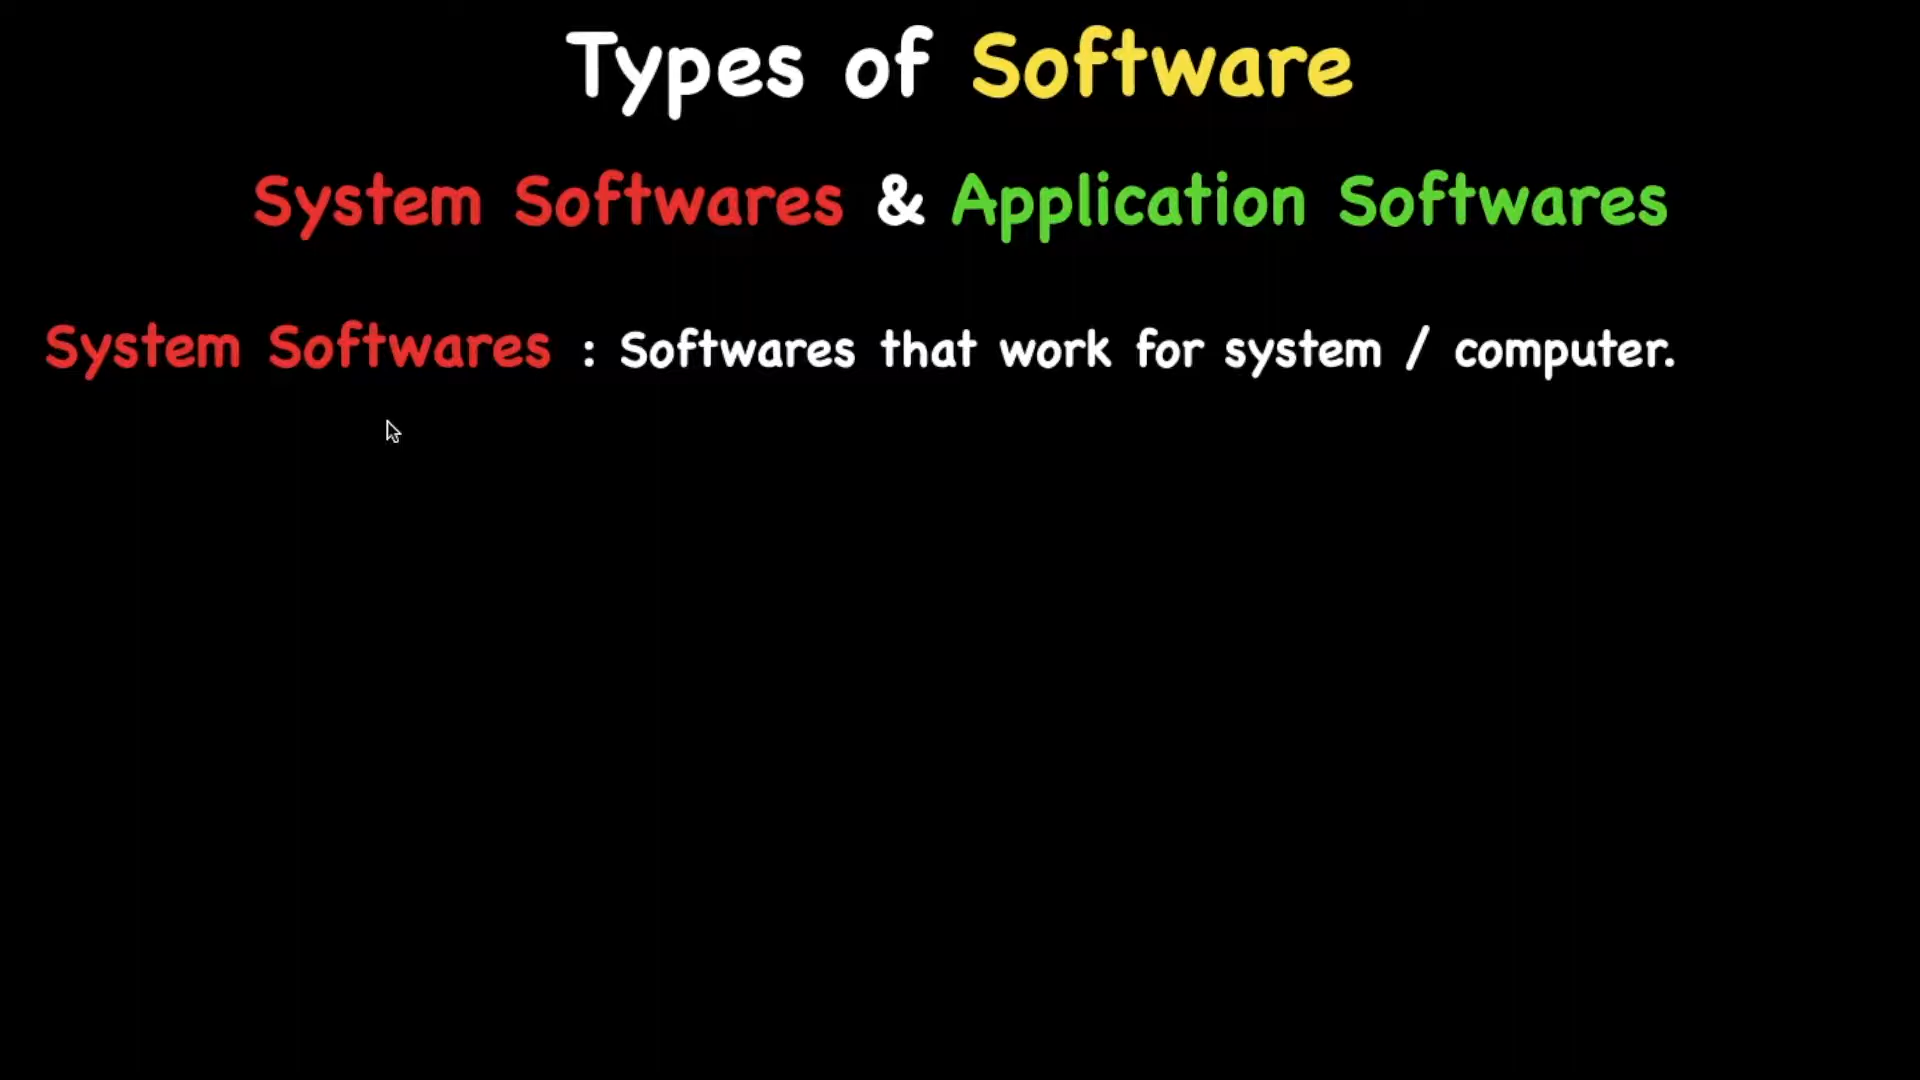 Types of Software
System Softwares & Application Softwares
System Softwares : Softwares that work for system / computer.